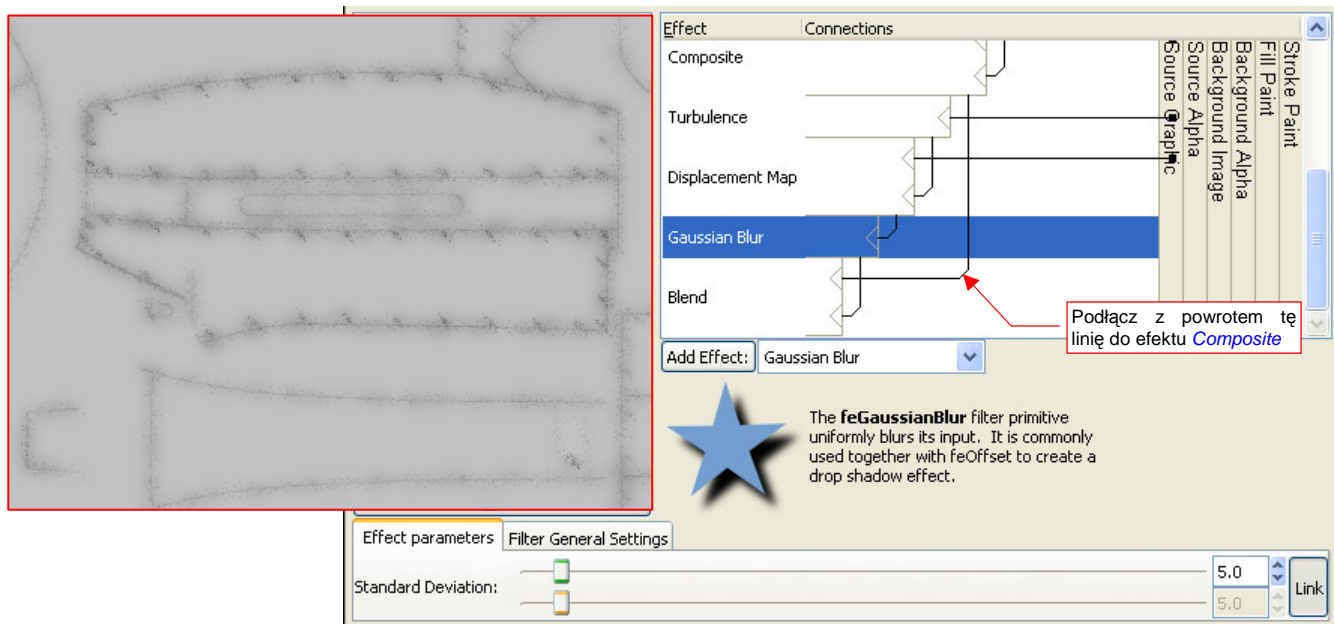 Effect
Connections
Composite
Turbulence
Displacement Map
Gaussian Blur
Blend
Source Graphic
Source Alpha
Background Image
Background Alpha
Fill Paint
Stroke Paint
Podłącz z powrotem tę
linię do efektu Composite
Add Effect:
Gaussian Blur
The feGaussianBlur filter primitive
uniformly blurs its input. It is commonly
used together with feOffset to create a
drop shadow effect.
Effect parameters
Filter General Settings
Standard Deviation:
5.0
5.0
Link